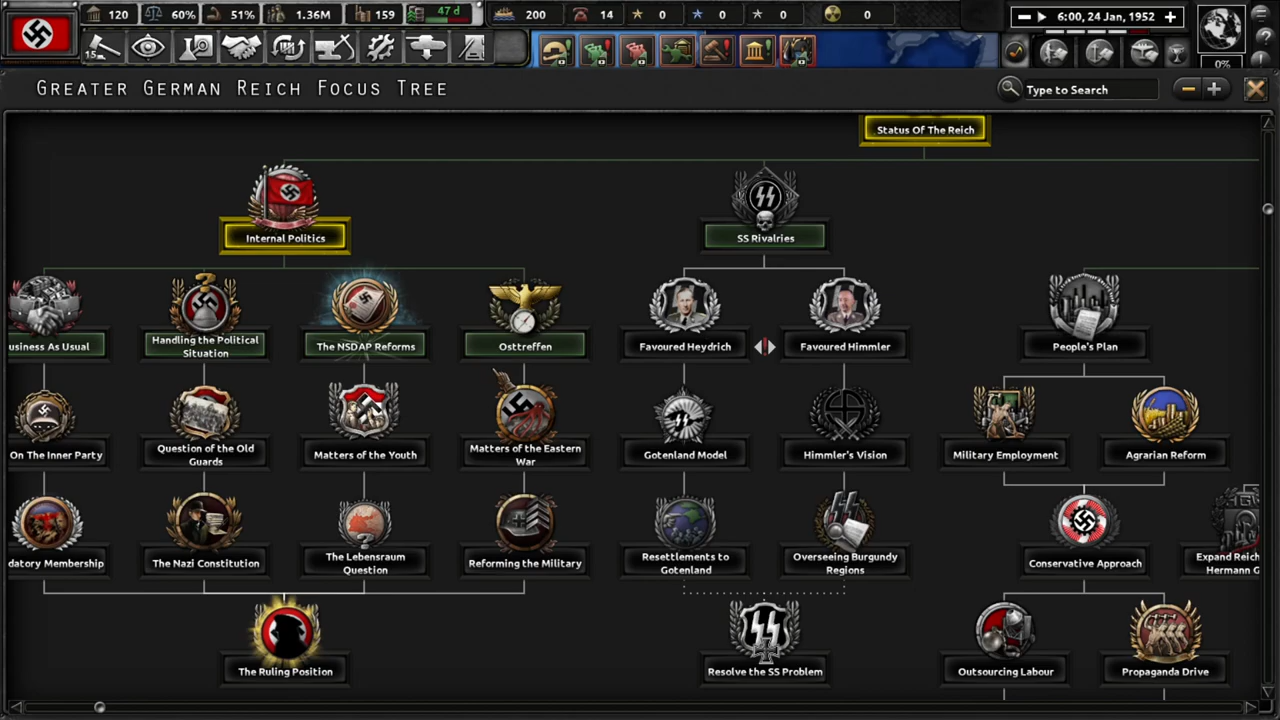 120
60%
51%
1.36M
159
47 d
200
14
0
0
0
0
6:00, 24 Jan, 1952
15
0%
GREATER GERMAN REICH FOCUS TREE
Type to Search
Status Of The Reich
Internal Politics
SS Rivalries
usiness As Usual
Handling the Political
Situation
The NSDAP Reforms
Osttreffen
Favoured Heydrich
Favoured Himmler
People's Plan
On The Inner Party
Question of the Old
Guards
Matters of the Youth
Matters of the Eastern
War
Gotenland Model
Himmler's Vision
Military Employment
Agrarian Reform
datory Membership
The Nazi Constitution
The Lebensraum
Question
Reforming the Military
Resettlements to
Gotenland
Overseeing Burgundy
Regions
Conservative Approach
Expand Reich
Hermann G
The Ruling Position
Resolve the SS Problem
Outsourcing Labour
Propaganda Drive